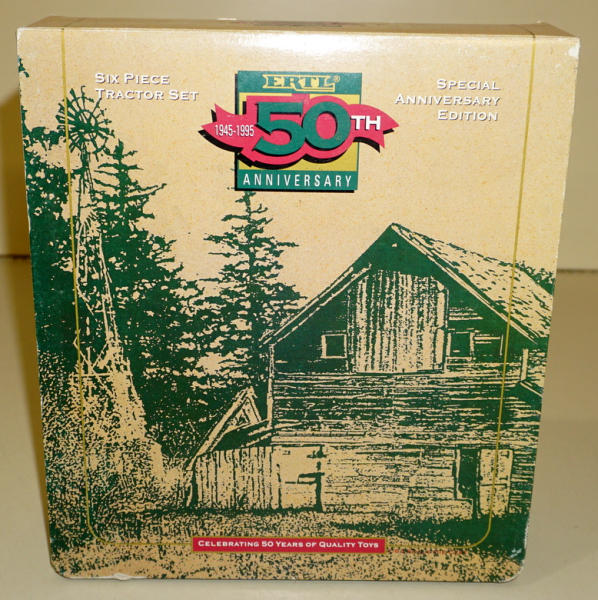 Six Piece
Tractor Set
ERTL®
1945-1995
50TH
ANNIVERSARY
Special
Anniversary
Edition
Celebrating 50 Years of Quality Toys